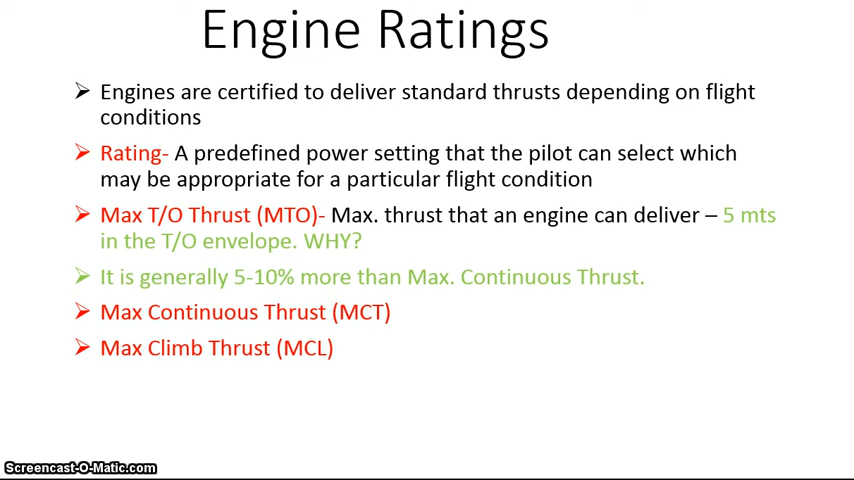 Engine Ratings
➢ Engines are certified to deliver standard thrusts depending on flight
conditions
➢ Rating- A predefined power setting that the pilot can select which
may be appropriate for a particular flight condition
➢ Max T/O Thrust (MTO)- Max. thrust that an engine can deliver – 5 mts
in the T/O envelope. WHY?
➢ It is generally 5-10% more than Max. Continuous Thrust.
➢ Max Continuous Thrust (MCT)
➢ Max Climb Thrust (MCL)
Screencast-O-Matic.com